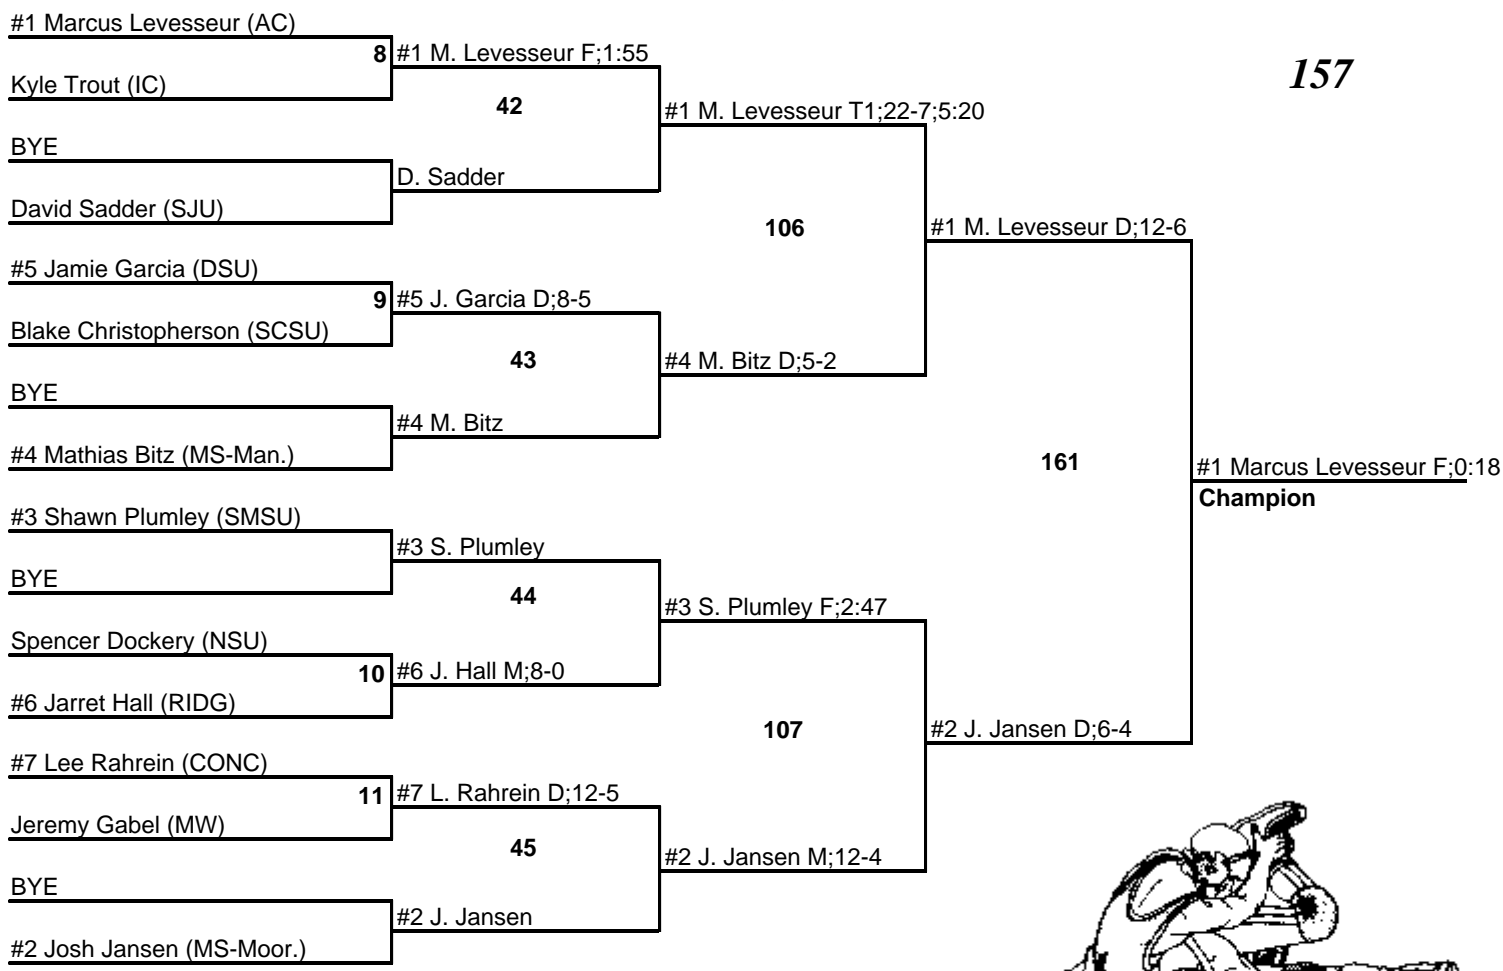 #1 Marcus Levesseur (AC)
8 #1 M. Levesseur F;1:55
157
Kyle Trout (IC)
42
#1 M. Levesseur T1;22-7;5:20
BYE
D. Sadder
David Sadder (SJU)
106
#1 M. Levesseur D;12-6
#5 Jamie Garcia (DSU)
9 #5 J. Garcia D;8-5
Blake Christopherson (SCSU)
43
#4 M. Bitz D;5-2
BYE
#4 M. Bitz
#4 Mathias Bitz (MS-Man.)
161
#1 Marcus Levesseur F;0:18
Champion
#3 Shawn Plumley (SMSU)
#3 S. Plumley
BYE
44
#3 S. Plumley F;2:47
Spencer Dockery (NSU)
10 #6 J. Hall M;8-0
#6 Jarret Hall (RIDG)
107
#2 J. Jansen D;6-4
#7 Lee Rahrein (CONC)
11 #7 L. Rahrein D;12-5
Jeremy Gabel (MW)
45
#2 J. Jansen M;12-4
BYE
#2 J. Jansen
#2 Josh Jansen (MS-Moor.)